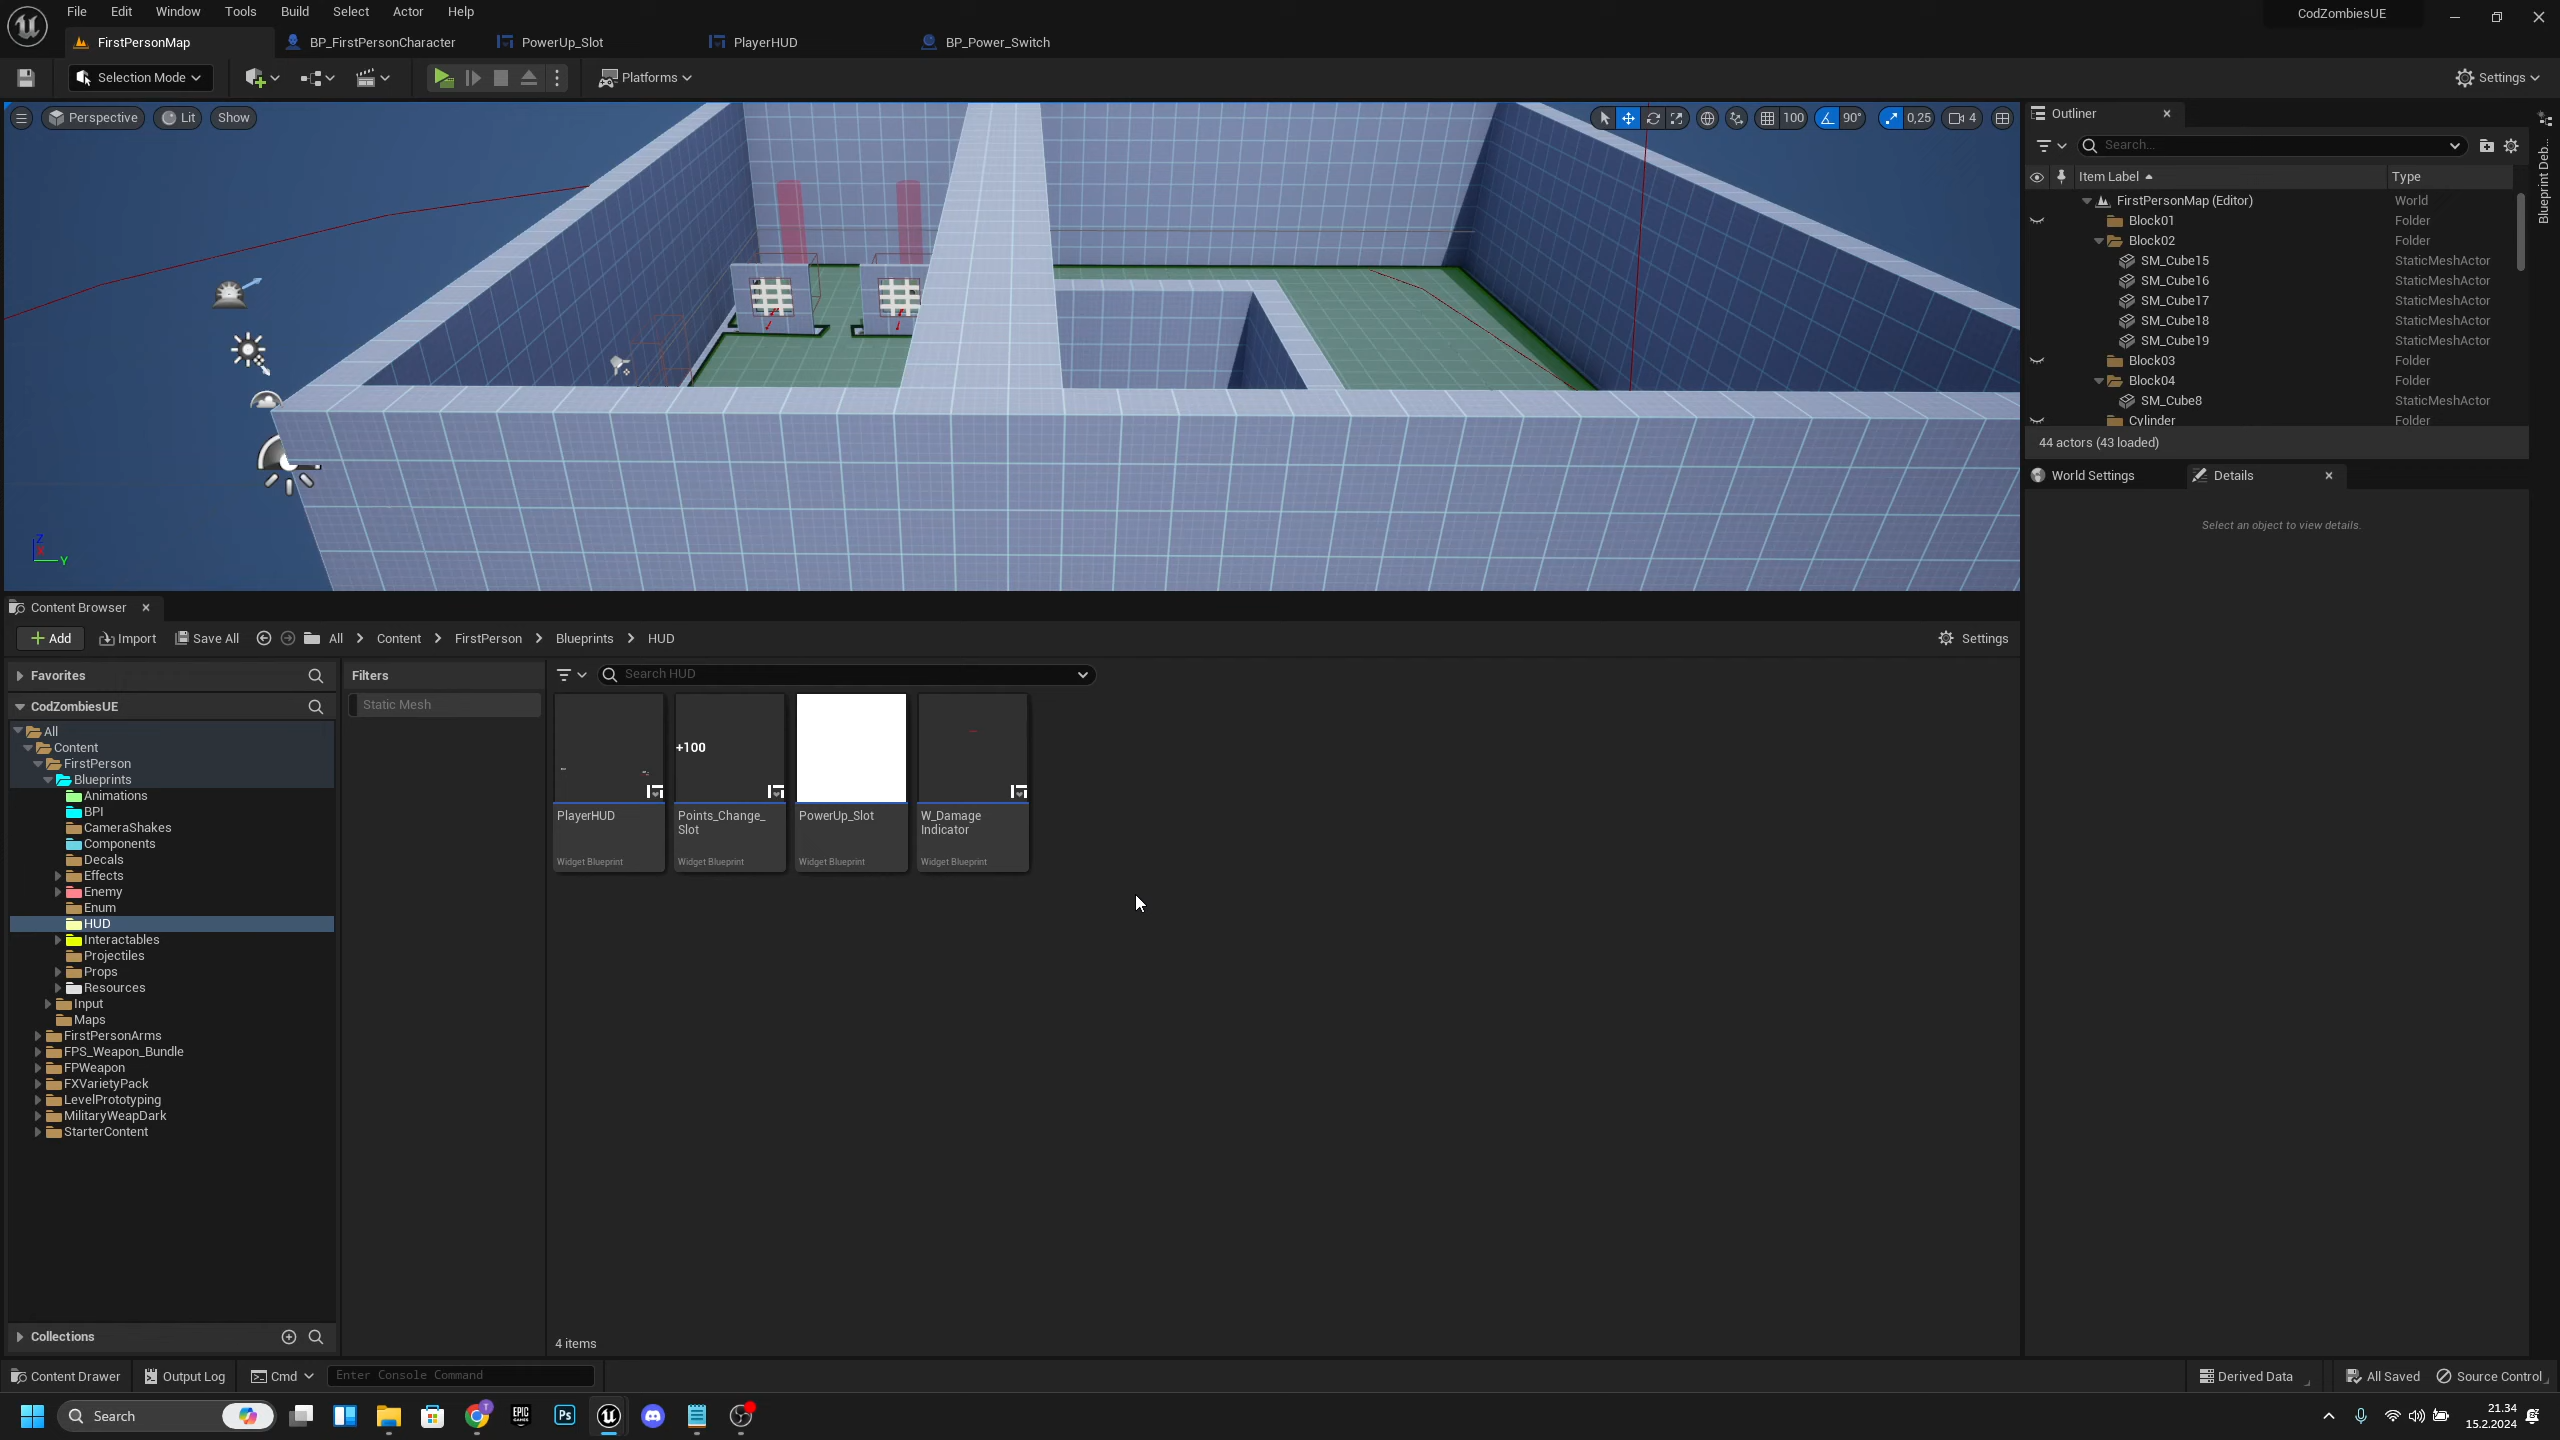 File Edit Window Tools Build Select Actor Help
CodZombiesUE
FirstPersonMap
BP_FirstPersonCharacter
PowerUp_Slot
PlayerHUD
BP_Power_Switch
Selection Mode
Platforms
Settings
Perspective
Lit
Show
100
90°
0,25
4
Z
X
Y
Outliner
Search...
Item Label
Type
FirstPersonMap (Editor) World
Block01 Folder
Block02 Folder
SM_Cube15 StaticMeshActor
SM_Cube16 StaticMeshActor
SM_Cube17 StaticMeshActor
SM_Cube18 StaticMeshActor
SM_Cube19 StaticMeshActor
Block03 Folder
Block04 Folder
SM_Cube8 StaticMeshActor
Cylinder Folder
44 actors (43 loaded)
Blueprint Deb...
World Settings
Details
Select an object to view details.
Content Browser
Add
Import
Save All
All
Content
FirstPerson
Blueprints
HUD
Settings
Favorites
CodZombiesUE
All
Content
FirstPerson
Blueprints
Animations
BPI
CameraShakes
Components
Decals
Effects
Enemy
Enum
HUD
Interactables
Projectiles
Props
Resources
Input
Maps
FirstPersonArms
FPS_Weapon_Bundle
FPWeapon
FXVarietyPack
LevelPrototyping
MilitaryWeapDark
StarterContent
Collections
Filters
Static Mesh
Search HUD
PlayerHUD
Widget Blueprint
+100
Points_Change_
Slot
Widget Blueprint
PowerUp_Slot
Widget Blueprint
W_Damage
Indicator
Widget Blueprint
4 items
Content Drawer
Output Log
Cmd
Enter Console Command
Derived Data
All Saved
Source Control
Search
T
EPIC
GAMES
Ps
21.34
15.2.2024